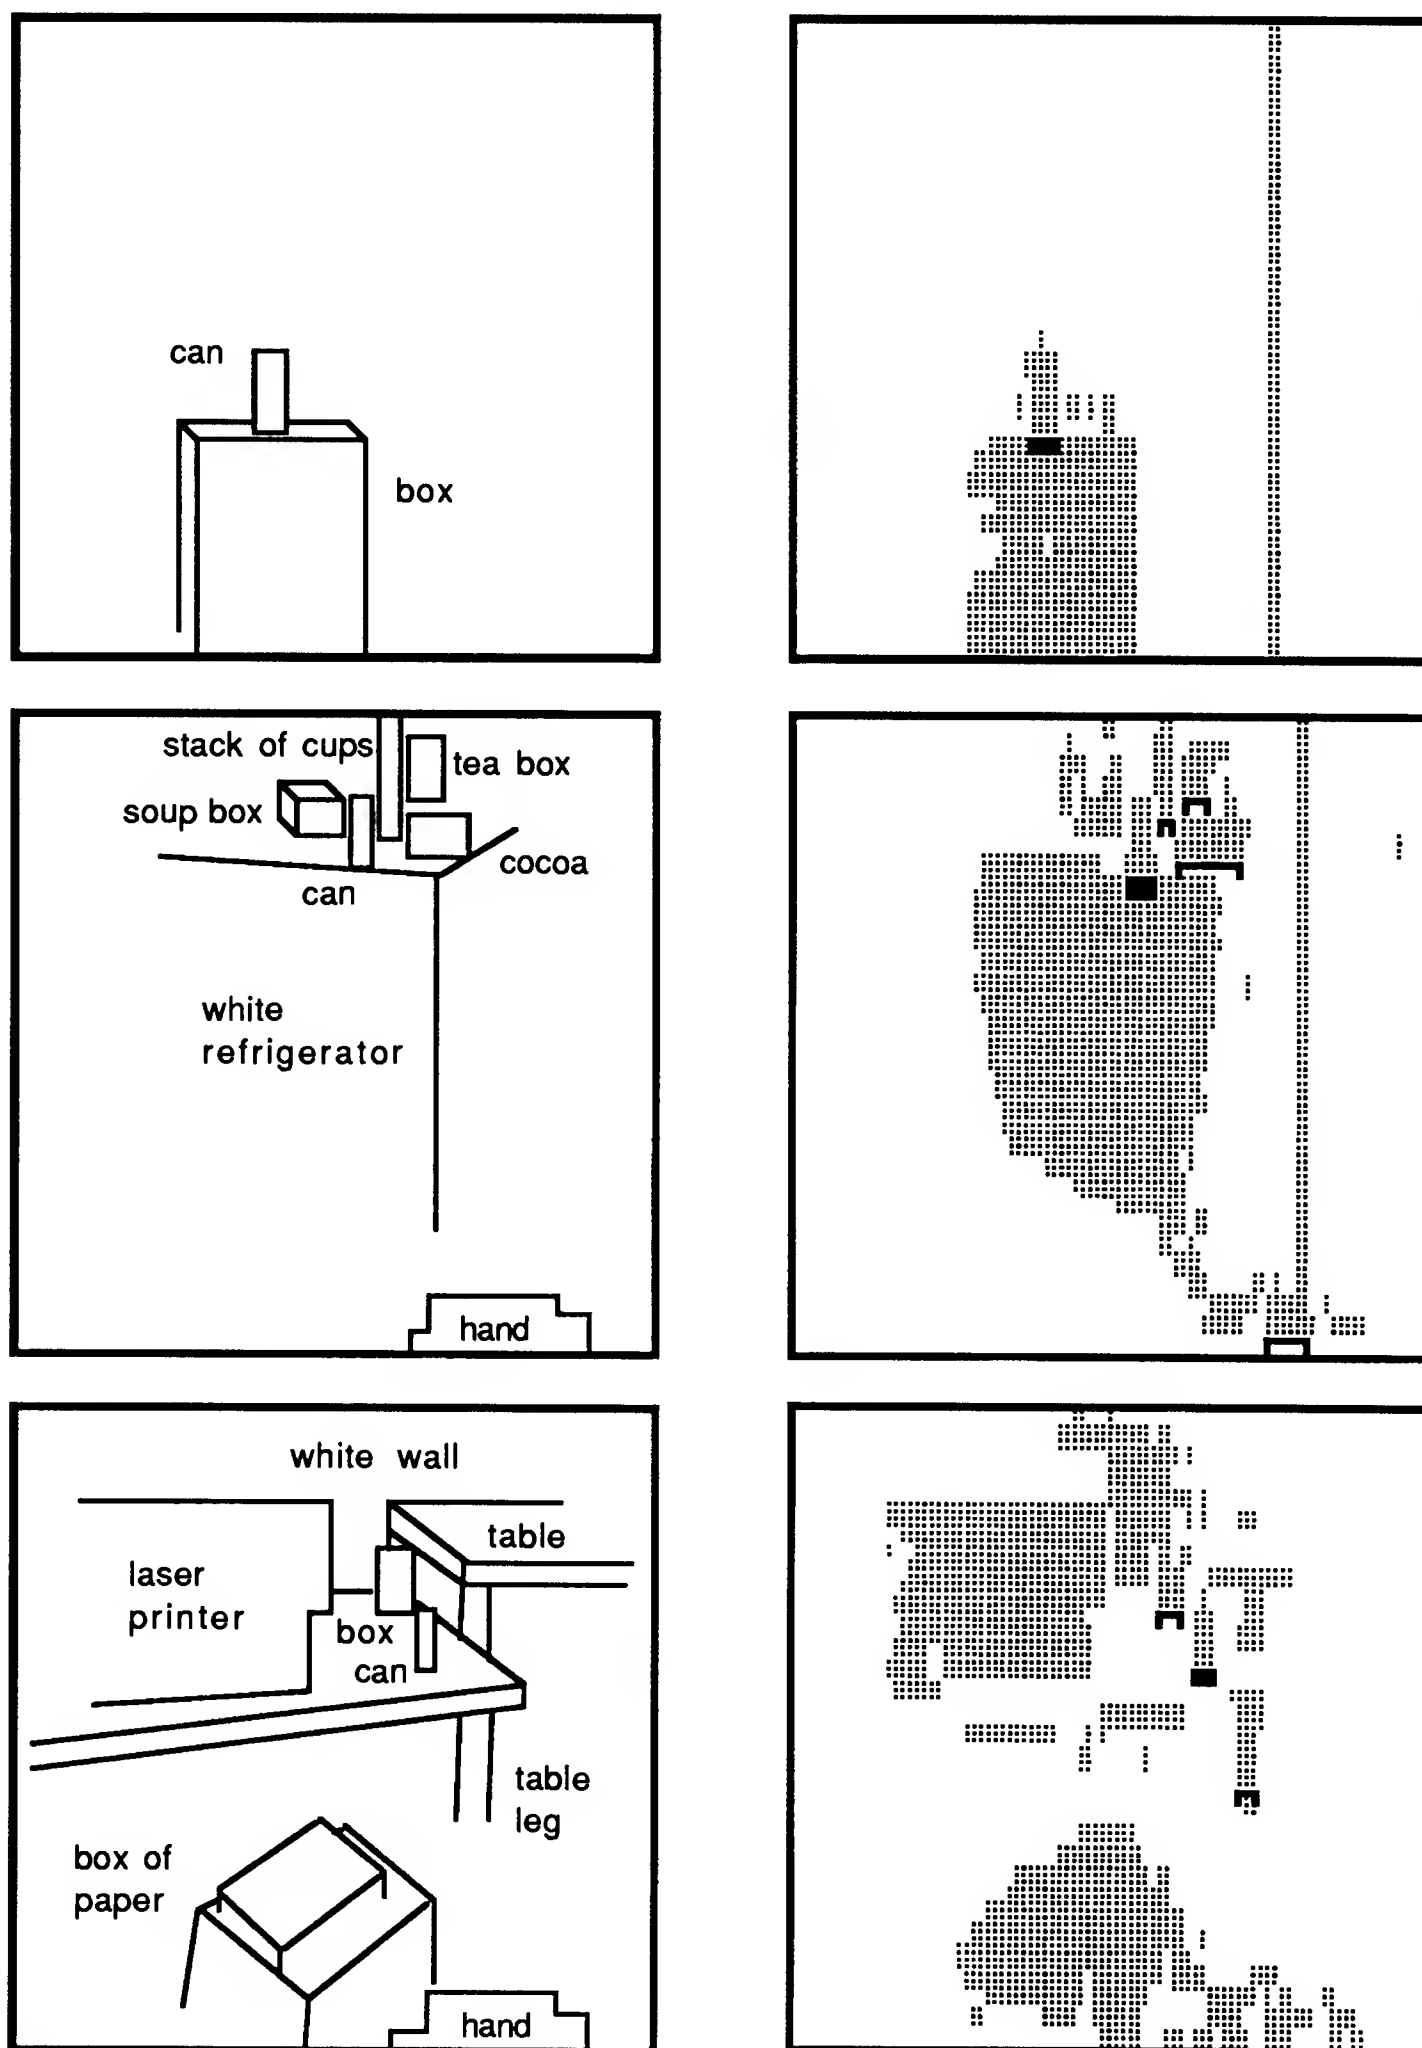 can
box
stack of cups
tea box
soup box
cocoa
can
white
refrigerator
hand
white wall
table
laser
printer
box
can
table
leg
box of
paper
hand